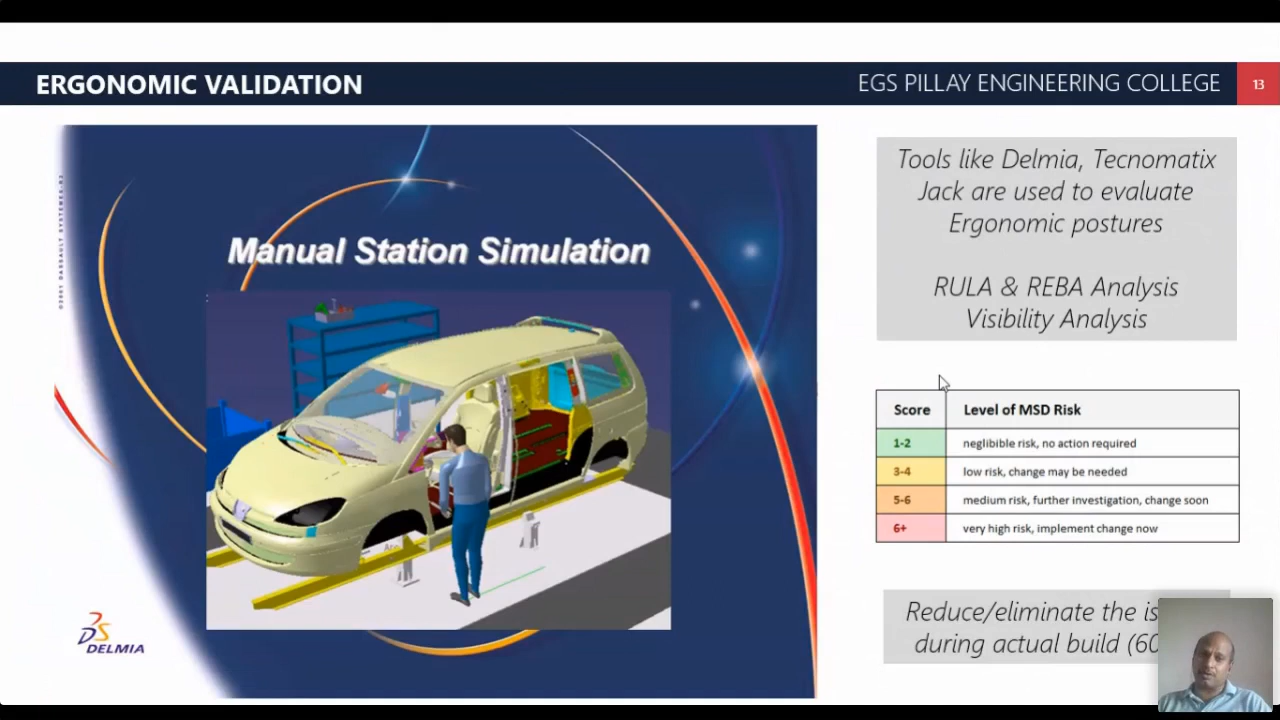 ERGONOMIC VALIDATION
EGS PILLAY ENGINEERING COLLEGE
13
Manual Station Simulation
DELMIA
Tools like Delmia, Tecnomatix
Jack are used to evaluate
Ergonomic postures
RULA & REBA Analysis
Visibility Analysis
Score Level of MSD Risk
1-2 neglibible risk, no action required
3-4 low risk, change may be needed
5-6 medium risk, further investigation, change soon
6+ very high risk, implement change now
Reduce/eliminate the
during actual build